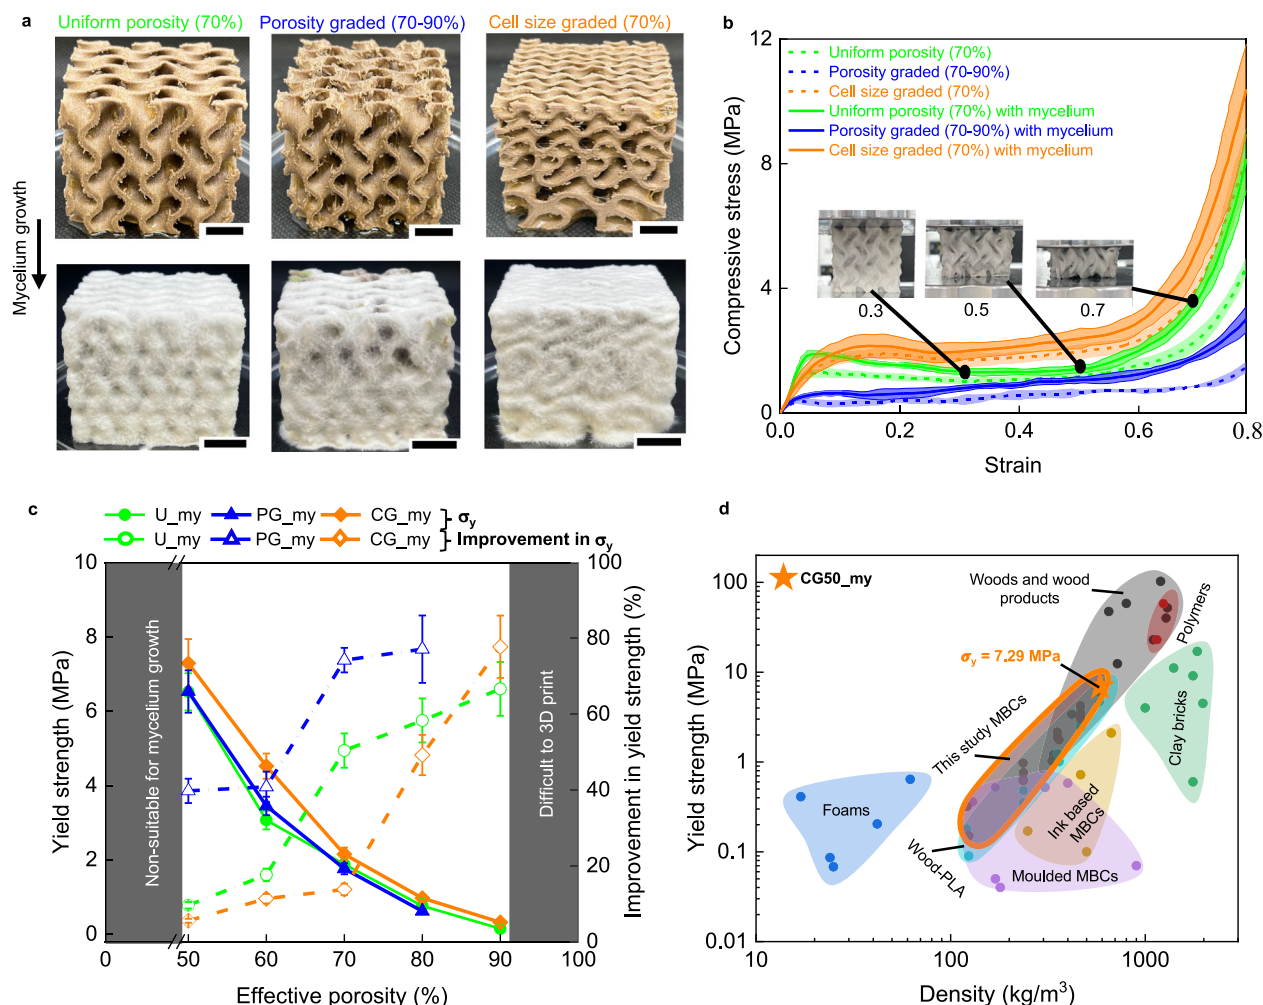 a
Uniform porosity (70%) Porosity graded (70-90%) Cell size graded (70%)
Mycelium growth
b
12
8
4
0
Compressive stress (MPa)
Uniform porosity (70%)
Porosity graded (70-90%)
Cell size graded (70%)
Uniform porosity (70%) with mycelium
Porosity graded (70-90%) with mycelium
Cell size graded (70%) with mycelium
0.3 0.5 0.7
0.0 0.2 0.4 0.6 0.8
Strain
c
U_my PG_my CG_my σy
U_my PG_my CG_my Improvement in σy
10
8
6
4
2
0
Yield strength (MPa)
Non-suitable for mycelium growth
Difficult to 3D print
100
80
60
40
20
0
Improvement in yield strength (%)
0 50 60 70 80 90 100
Effective porosity (%)
d
100
10
1
0.1
0.01
Yield strength (MPa)
CG50_my
Woods and wood
products
Polymers
σy = 7.29 MPa
This study MBCs
Clay bricks
Foams
Ink based
MBCs
Wood-PLA
Moulded MBCs
10 100 1000
Density (kg/m³)